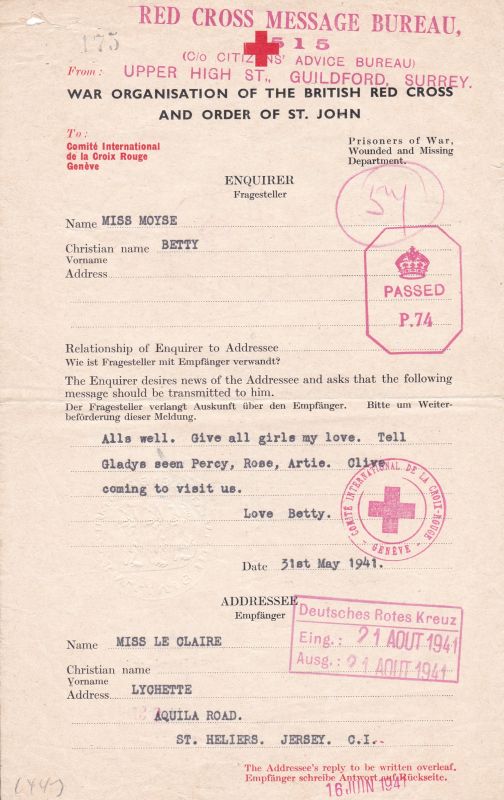 RED CROSS MESSAGE BUREAU,
175
515
(C/o CITIZENS' ADVICE BUREAU)
From: UPPER HIGH ST., GUILDFORD, SURREY.
WAR ORGANISATION OF THE BRITISH RED CROSS
AND ORDER OF ST. JOHN
To:
Comité International
de la Croix Rouge
Genève
Prisoners of War,
Wounded and Missing
Department.
ENQUIRER
Fragesteller
Name MISS MOYSE
Christian name BETTY
Vorname
Address
PASSED
P.74
Relationship of Enquirer to Addressee
Wie ist Fragesteller mit Empfänger verwandt?
The Enquirer desires news of the Addressee and asks that the following
message should be transmitted to him.
Der Fragesteller verlangt Auskunft über den Empfänger. Bitte um Weiter-
beförderung dieser Meldung.
Alls well. Give all girls my love. Tell
Gladys seen Percy, Rose, Artie. Clive
coming to visit us.
Love Betty.
COMITÉ INTERNATIONAL DE LA CROIX-ROUGE
- GENÈVE -
Date 31st May 1941.
ADDRESSEE
Empfänger
Deutsches Rotes Kreuz
Eing.: 21 AOUT 1941
Ausg.: 21 AOUT 1941
Name MISS LE CLAIRE
Christian name
Vorname
Address LYCHETTE
AQUILA ROAD.
ST. HELIERS. JERSEY. C.I.
The Addressee's reply to be written overleaf.
Empfänger schreibe Antwort auf Rückseite.
16 JUIN 1941
(44)